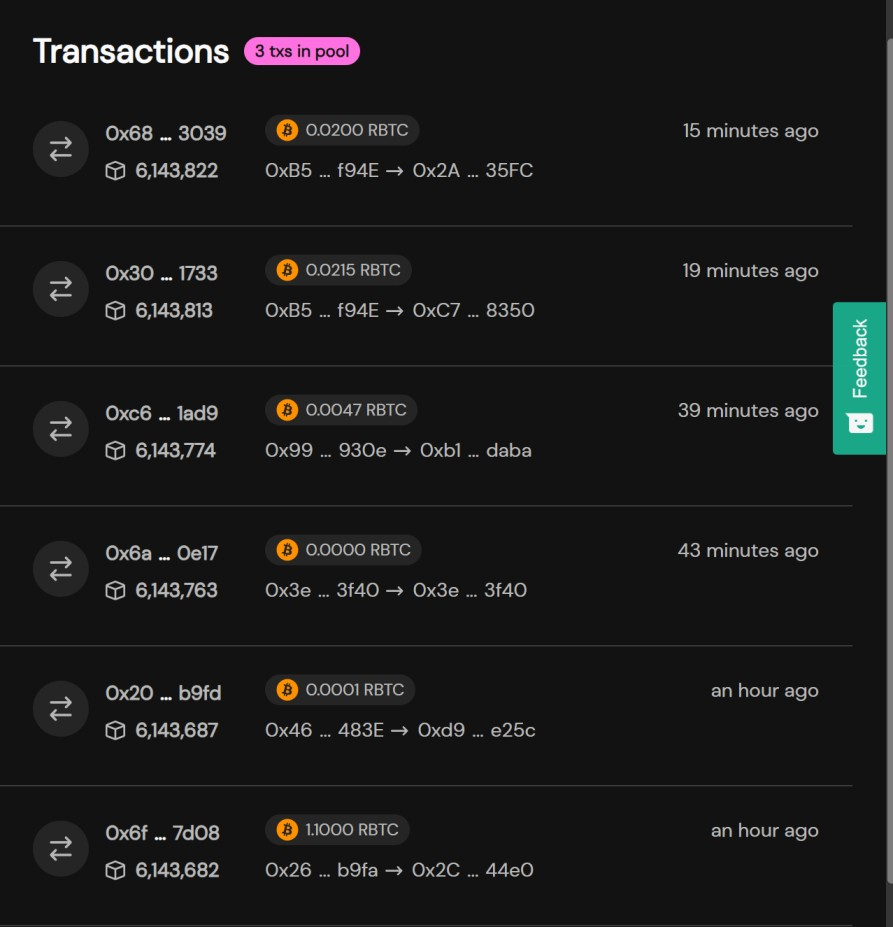 Transactions 3 txs in pool
0x68 ... 3039 0.0200 RBTC 15 minutes ago
6,143,822 0xB5 ... f94E → 0x2A ... 35FC
0x30 ... 1733 0.0215 RBTC 19 minutes ago
6,143,813 0xB5 ... f94E → 0xC7 ... 8350
Feedback
0xc6 ... 1ad9 0.0047 RBTC 39 minutes ago
6,143,774 0x99 ... 930e → 0xb1 ... daba
0x6a ... 0e17 0.0000 RBTC 43 minutes ago
6,143,763 0x3e ... 3f40 → 0x3e ... 3f40
0x20 ... b9fd 0.0001 RBTC an hour ago
6,143,687 0x46 ... 483E → 0xd9 ... e25c
0x6f ... 7d08 1.1000 RBTC an hour ago
6,143,682 0x26 ... b9fa → 0x2C ... 44e0